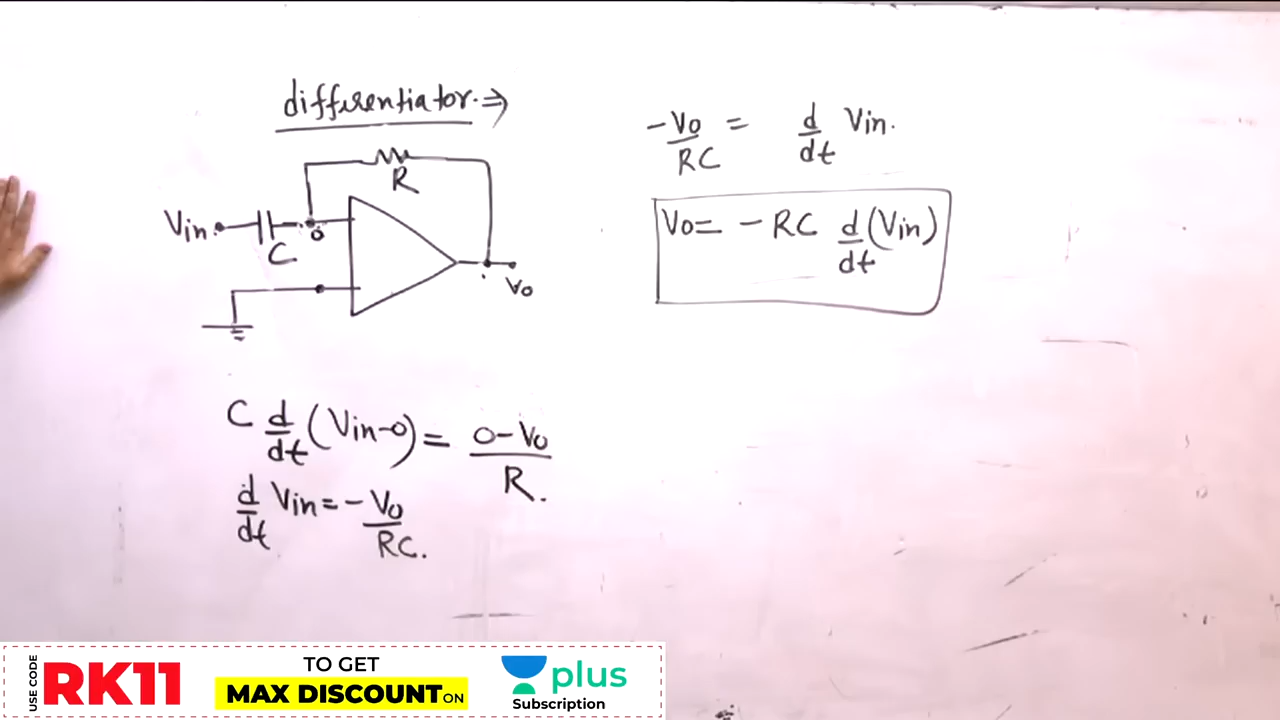 differentiator. ⇒
R
Vin
C
o
Vo
C d/dt (Vin-0) = 0-Vo/R.
d/dt Vin = - Vo/RC.
-Vo/RC = d/dt Vin.
Vo = - RC d/dt (Vin)
USE CODE
RK11
TO GET
MAX DISCOUNT ON
plus
Subscription